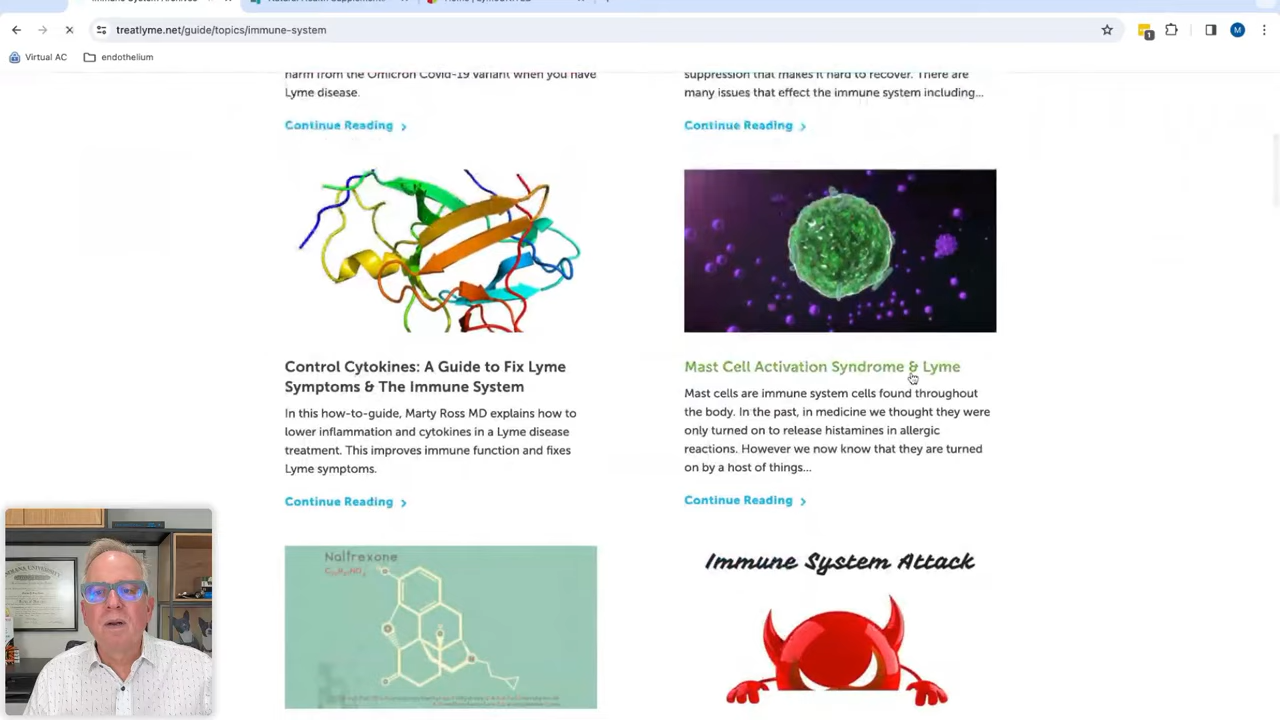 treatlyme.net/guide/topics/immune-system
1
M
Virtual AC
endothelium
harm from the Omicron Covid-19 variant when you have
Lyme disease.
Continue Reading >
suppression that makes it hard to recover. There are
many issues that effect the immune system including...
Continue Reading >
Control Cytokines: A Guide to Fix Lyme
Symptoms & The Immune System
In this how-to-guide, Marty Ross MD explains how to
lower inflammation and cytokines in a Lyme disease
treatment. This improves immune function and fixes
Lyme symptoms.
Continue Reading >
Mast Cell Activation Syndrome & Lyme
Mast cells are immune system cells found throughout
the body. In the past, in medicine we thought they were
only turned on to release histamines in allergic
reactions. However we now know that they are turned
on by a host of things...
Continue Reading >
Naltrexone
Immune System Attack